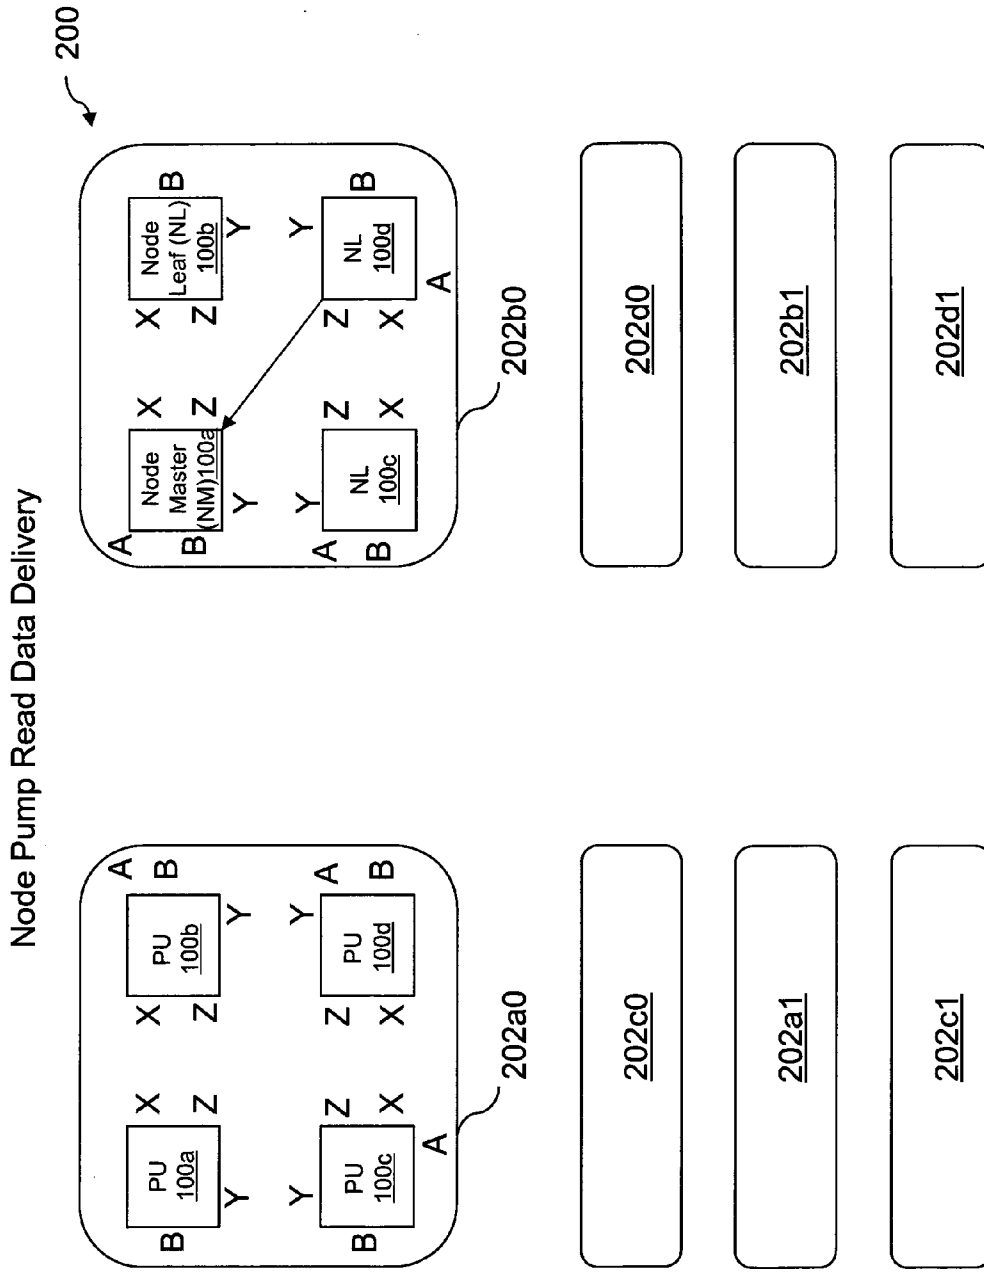 Node Pump Read Data Delivery
200
A
X X
B PU 100a PU 100b B
Z Z
Y Y
Y Y
Z Z A
B PU 100c PU 100d B
X X
A
202a0
A
X X
Node
Master
(NM)100a
Node
Leaf (NL)
100b
B Z Z B
Y Y
Y Y
A Z Z
B NL 100c NL 100d B
X X
A
202b0
202c0 202d0
202a1 202b1
202c1 202d1